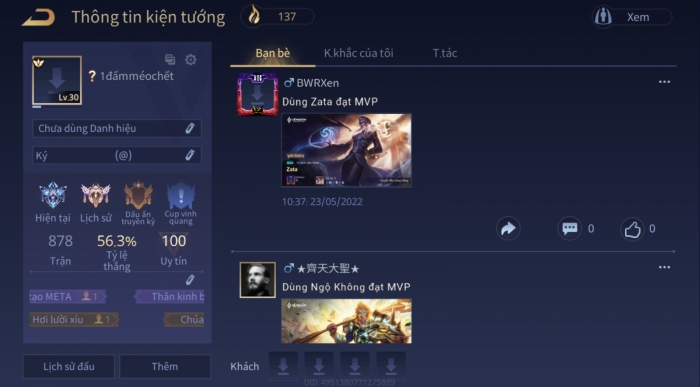 Thông tin kiện tướng
137
Xem
Bạn bè
K.khắc của tôi
T.tác
Lv.30
? 1đấmméochết
Chưa dùng Danh hiệu
Ký (@)
Hiện tại
Lịch sử
Dấu ấn truyền kỳ
Cup vinh quang
878
Trận
56.3%
Tỷ lệ thắng
100
Uy tín
tạo META 1
Thần kinh b
Hơi lười xíu 1
Chúa
Lịch sử đấu
Thêm
♂ BWRXen
Dùng Zata đạt MVP
Zata
10:37: 23/05/2022
0
0
♂ ★齊天大聖★
Dùng Ngộ Không đạt MVP
Khách
UID: 4951380771275889